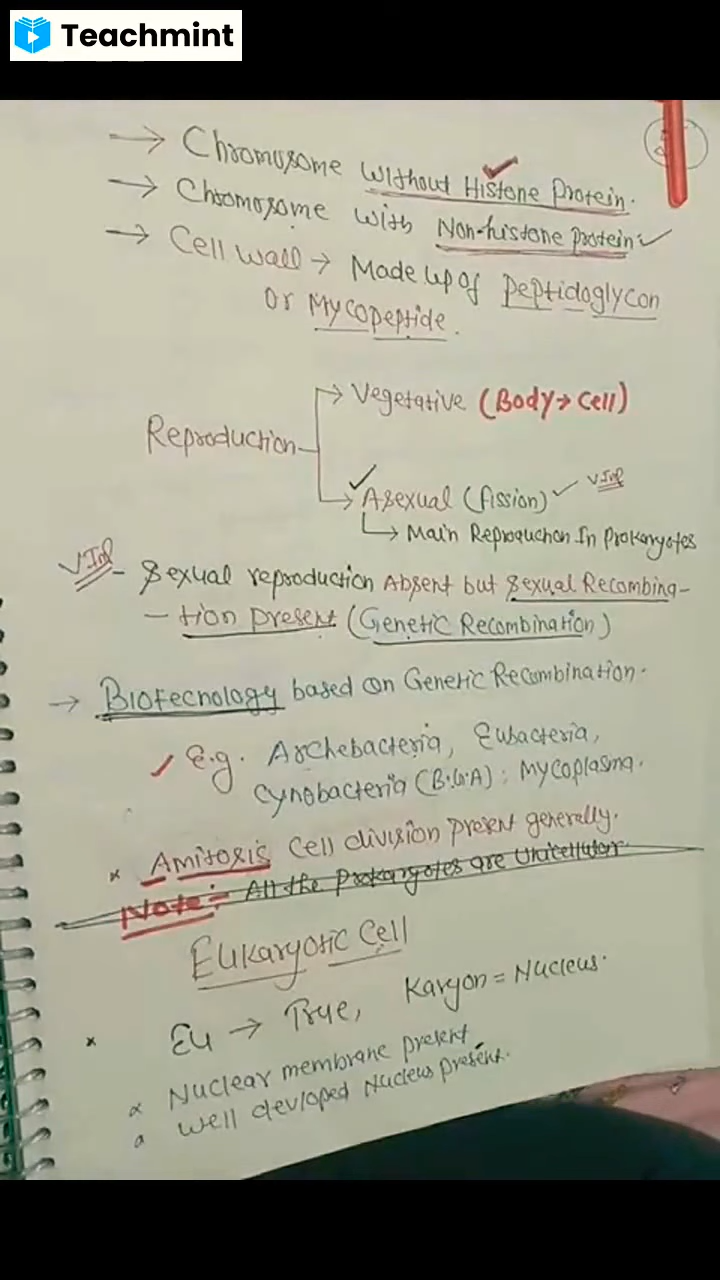 Teachmint
→ Chromosome without Histone Protein.
→ Chromosome with Non-histone protein ✓
→ Cell wall → Made up of peptidoglycon
or Mycopeptide.
→ Vegetative (Body → Cell)
Reproduction
→ Asexual (fission) ✓ V.Imp
↳ Main Reproduction In prokaryotes
V.Imp - Sexual reproduction Absent but Sexual Recombina-
-tion present (Genetic Recombination)
→ Biotecnology based on Genetic Recombination.
E.g. Archebacteria, Eubacteria,
Cynobacteria (B.G.A); Mycoplasma.
* Amitosis Cell division present generally.
Note:- All the Prokaryotes are Unicellular.
Eukaryotic Cell
* Eu → True, Karyon = Nucleus.
Nuclear membrane present
Well devloped Nucleus present.